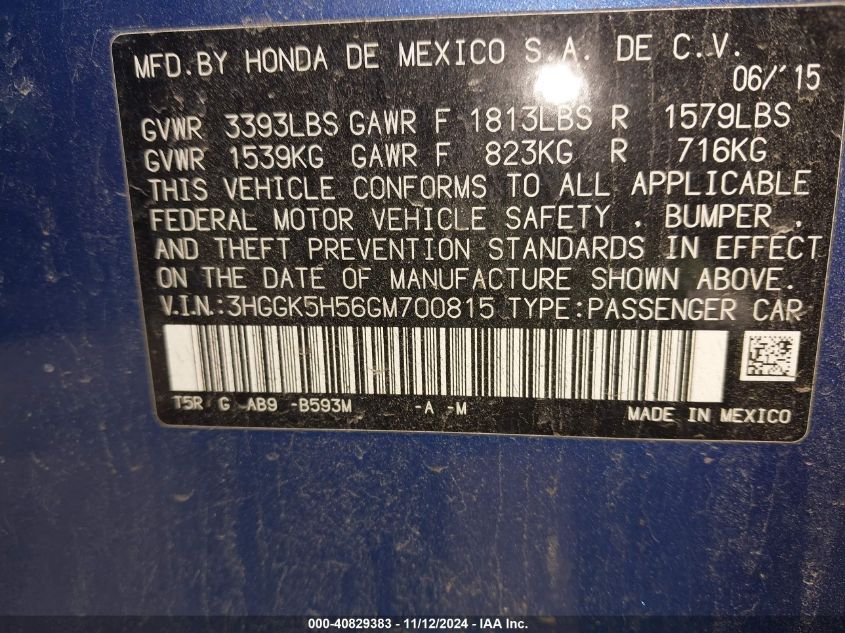 MFD.BY HONDA DE MEXICO S.A. DE C.V.
06/'15
GVWR 3393LBS GAWR F 1813LBS R 1579LBS
GVWR 1539KG GAWR F 823KG R 716KG
THIS VEHICLE CONFORMS TO ALL APPLICABLE
FEDERAL MOTOR VEHICLE SAFETY . BUMPER .
AND THEFT PREVENTION STANDARDS IN EFFECT
ON THE DATE OF MANUFACTURE SHOWN ABOVE.
V.I.N.:3HGGK5H56GM700815 TYPE:PASSENGER CAR
T5R G AB9 -B593M -A -M
MADE IN MEXICO
000-40829383 - 11/12/2024 - IAA Inc.